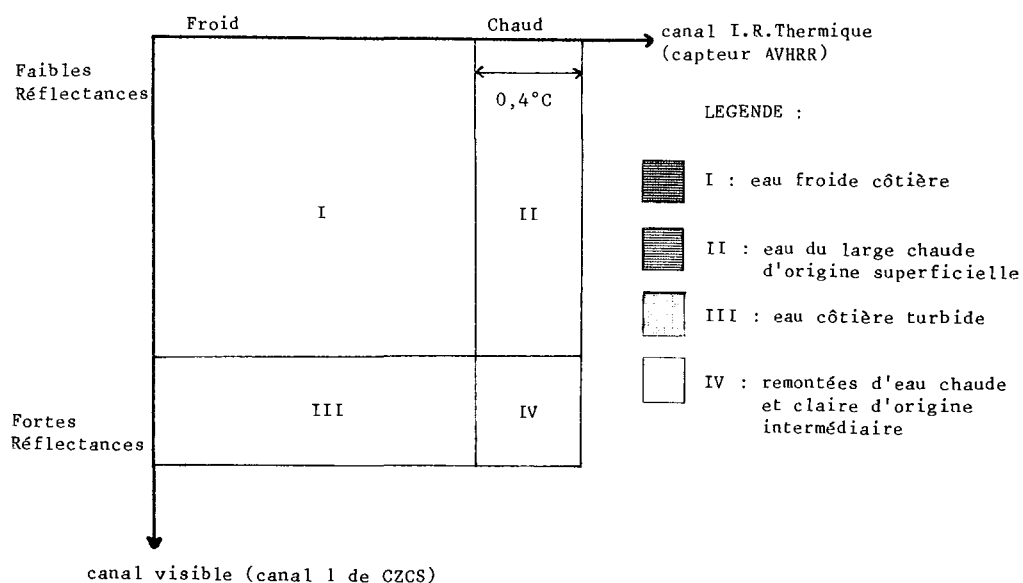 Froid
Chaud
canal I.R.Thermique
(capteur AVHRR)
Faibles
Réflectances
0,4°C
LEGENDE :
I
II
I : eau froide côtière
II : eau du large chaude
d'origine superficielle
III : eau côtière turbide
III
IV
IV : remontées d'eau chaude
et claire d'origine
intermédiaire
Fortes
Réflectances
canal visible (canal 1 de CZCS)